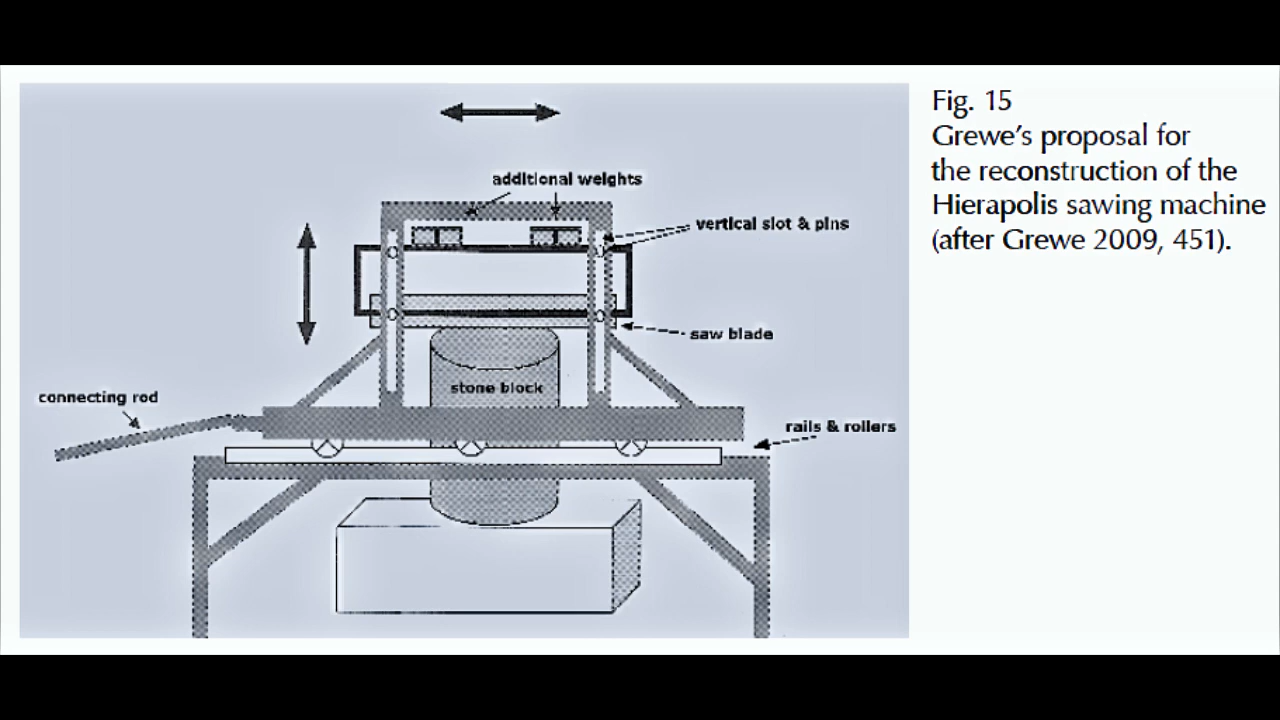 Fig. 15
Grewe's proposal for
the reconstruction of the
Hierapolis sawing machine
(after Grewe 2009, 451).
additional weights
vertical slot & pins
saw blade
stone block
connecting rod
rails & rollers